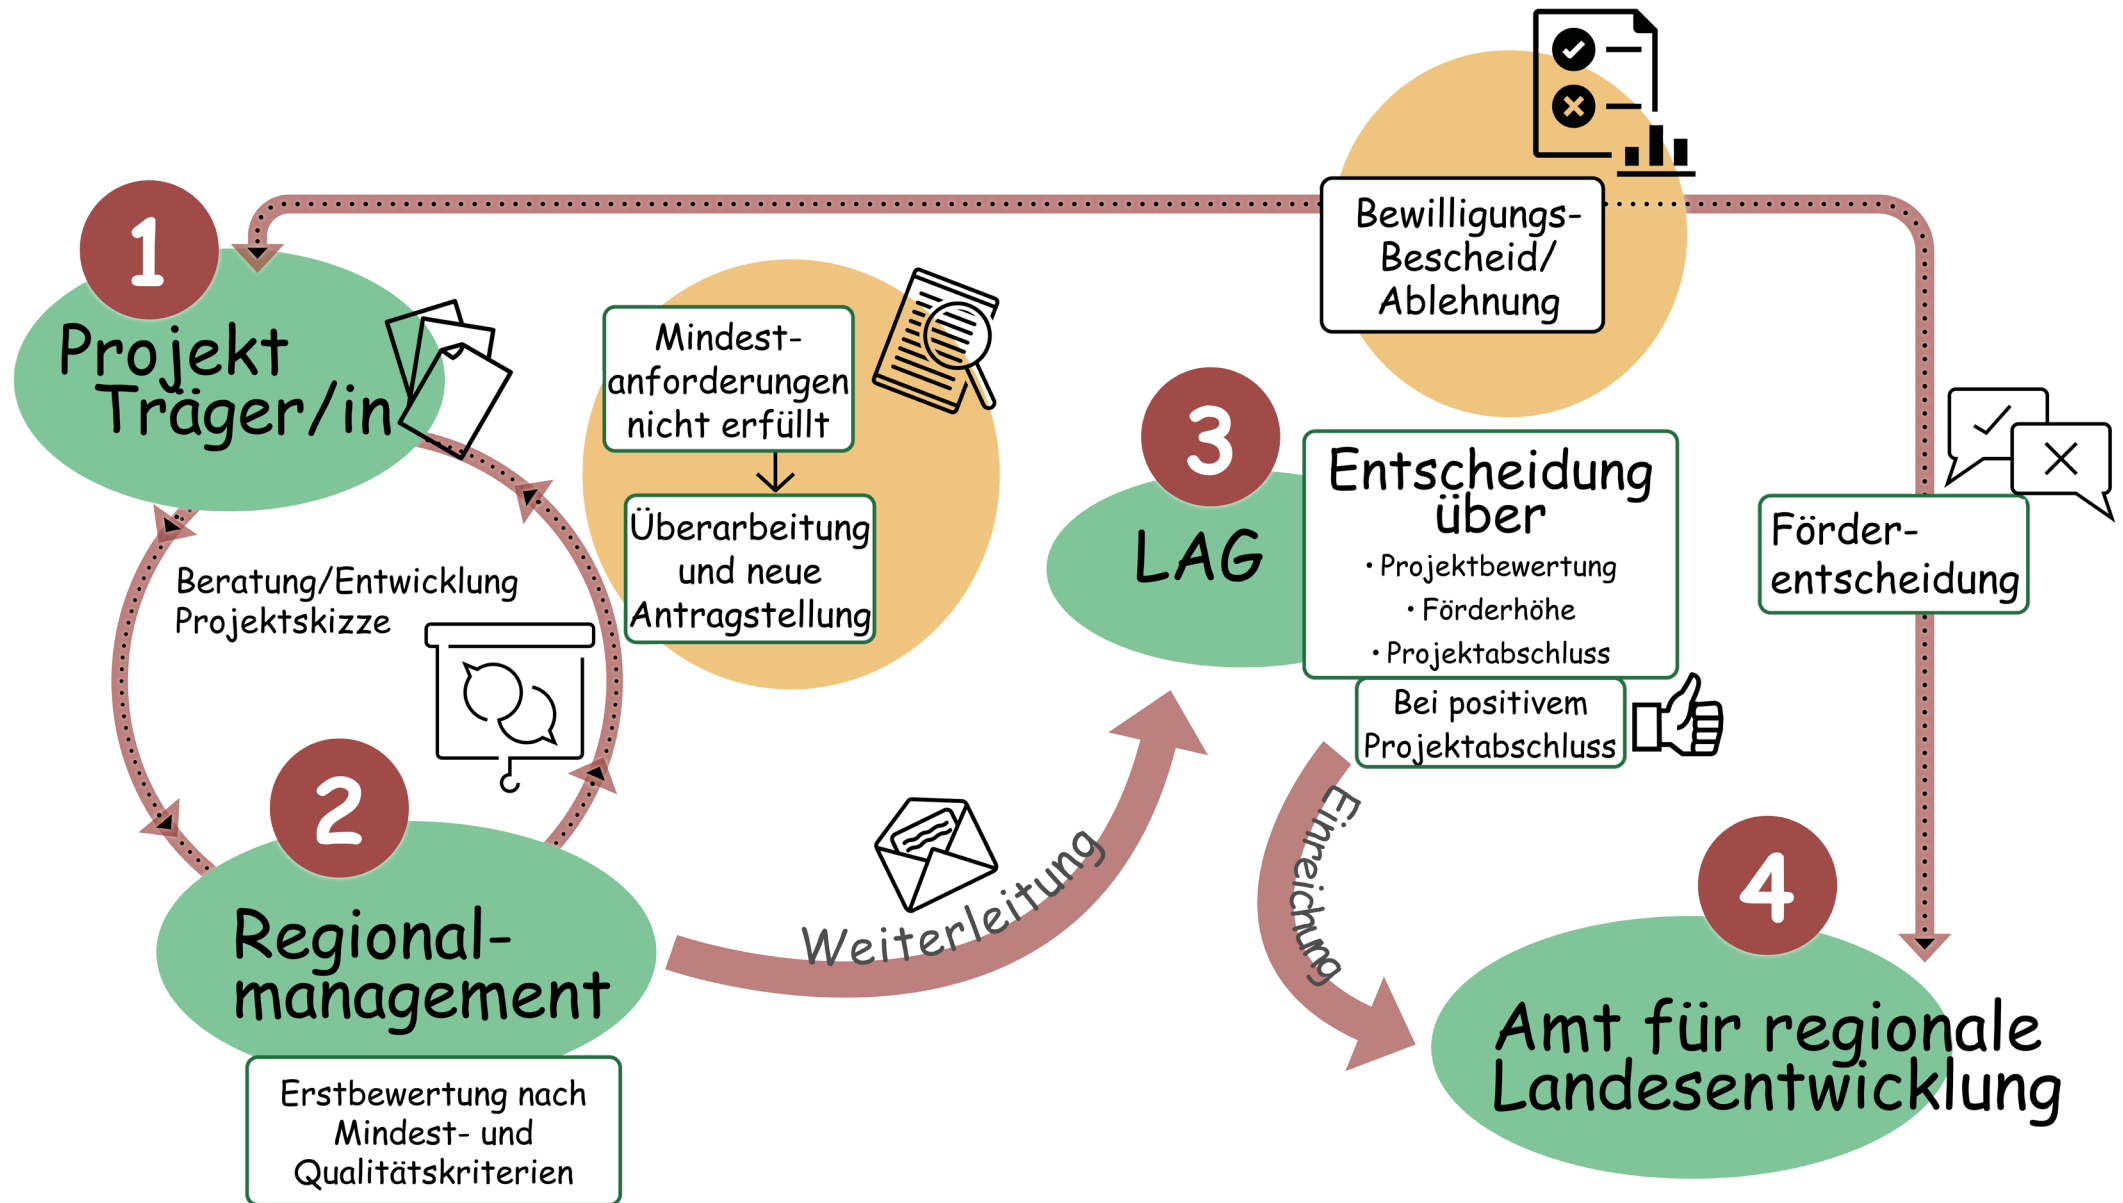 1
Projekt
Träger/in
Beratung/Entwicklung
Projektskizze
2
Regional-
management
Erstbewertung nach
Mindest- und
Qualitätskriterien
Mindest-
anforderungen
nicht erfüllt
Überarbeitung
und neue
Antragstellung
Weiterleitung
3
LAG
Entscheidung
über
• Projektbewertung
• Förderhöhe
• Projektabschluss
Bei positivem
Projektabschluss
Einreichung
4
Amt für regionale
Landesentwicklung
Förder-
entscheidung
Bewilligungs-
Bescheid/
Ablehnung